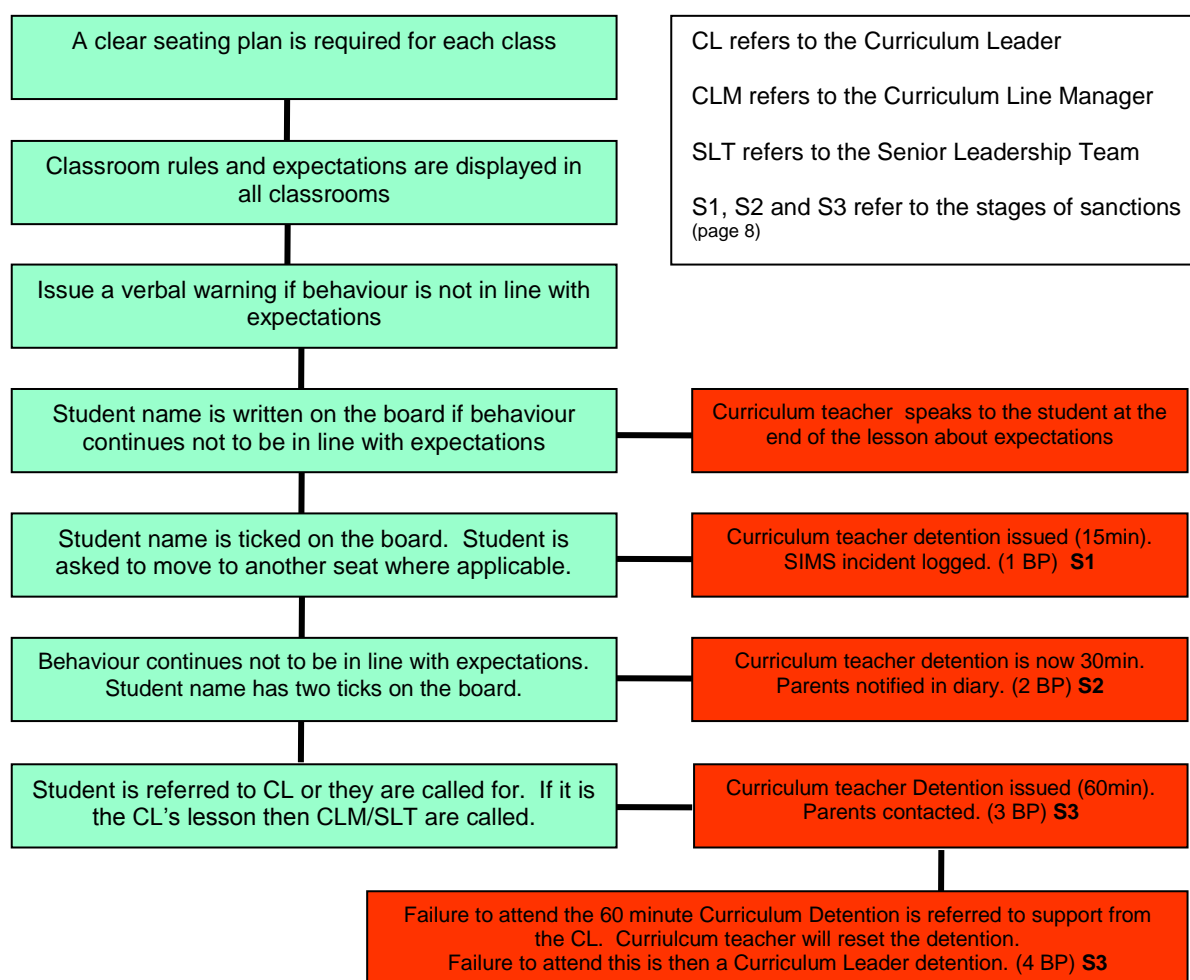 A clear seating plan is required for each class
CL refers to the Curriculum Leader
CLM refers to the Curriculum Line Manager
SLT refers to the Senior Leadership Team
S1, S2 and S3 refer to the stages of sanctions
(page 8)
Classroom rules and expectations are displayed in
all classrooms
Issue a verbal warning if behaviour is not in line with
expectations
Student name is written on the board if behaviour
continues not to be in line with expectations
Curriculum teacher speaks to the student at the
end of the lesson about expectations
Student name is ticked on the board. Student is
asked to move to another seat where applicable.
Curriculum teacher detention issued (15min).
SIMS incident logged. (1 BP) S1
Behaviour continues not to be in line with expectations.
Student name has two ticks on the board.
Curriculum teacher detention is now 30min.
Parents notified in diary. (2 BP) S2
Student is referred to CL or they are called for. If it is
the CL's lesson then CLM/SLT are called.
Curriculum teacher Detention issued (60min).
Parents contacted. (3 BP) S3
Failure to attend the 60 minute Curriculum Detention is referred to support from
the CL. Curriulcum teacher will reset the detention.
Failure to attend this is then a Curriculum Leader detention. (4 BP) S3